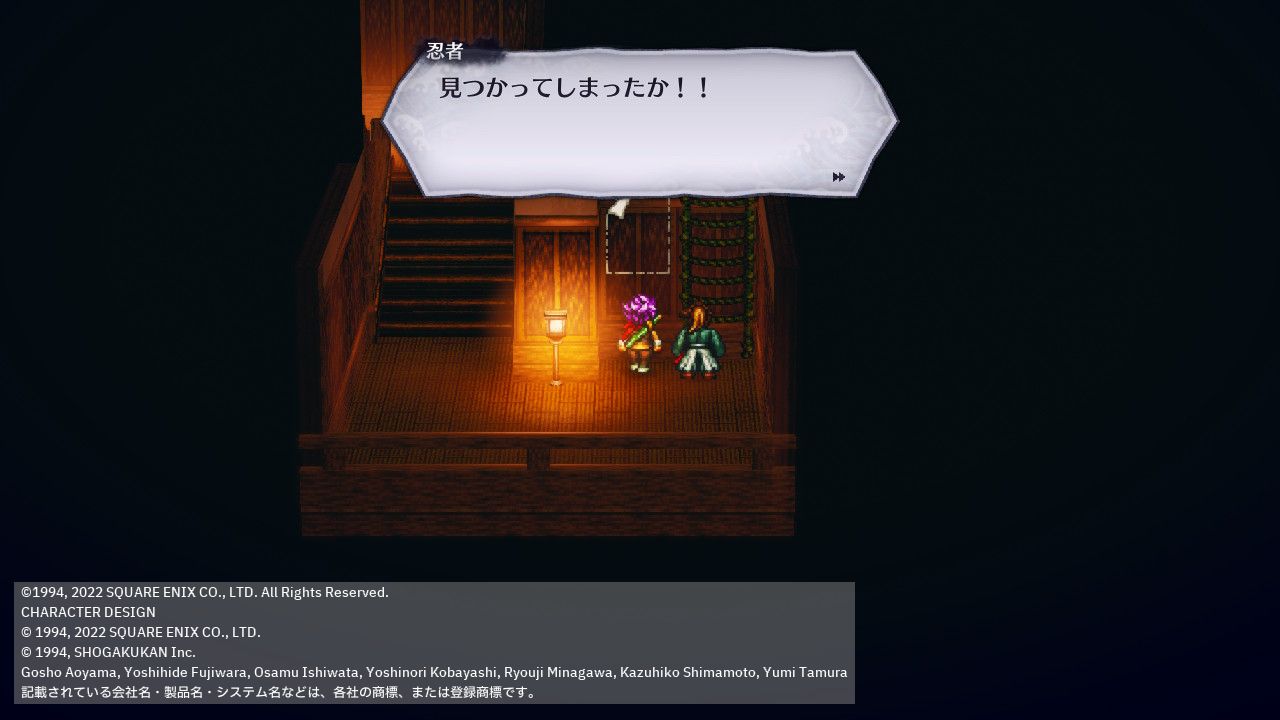 忍者
見つかってしまったか！！
©1994, 2022 SQUARE ENIX CO., LTD. All Rights Reserved.
CHARACTER DESIGN
© 1994, 2022 SQUARE ENIX CO., LTD.
© 1994, SHOGAKUKAN Inc.
Gosho Aoyama, Yoshihide Fujiwara, Osamu Ishiwata, Yoshinori Kobayashi, Ryouji Minagawa, Kazuhiko Shimamoto, Yumi Tamura
記載されている会社名・製品名・システム名などは、各社の商標、または登録商標です。